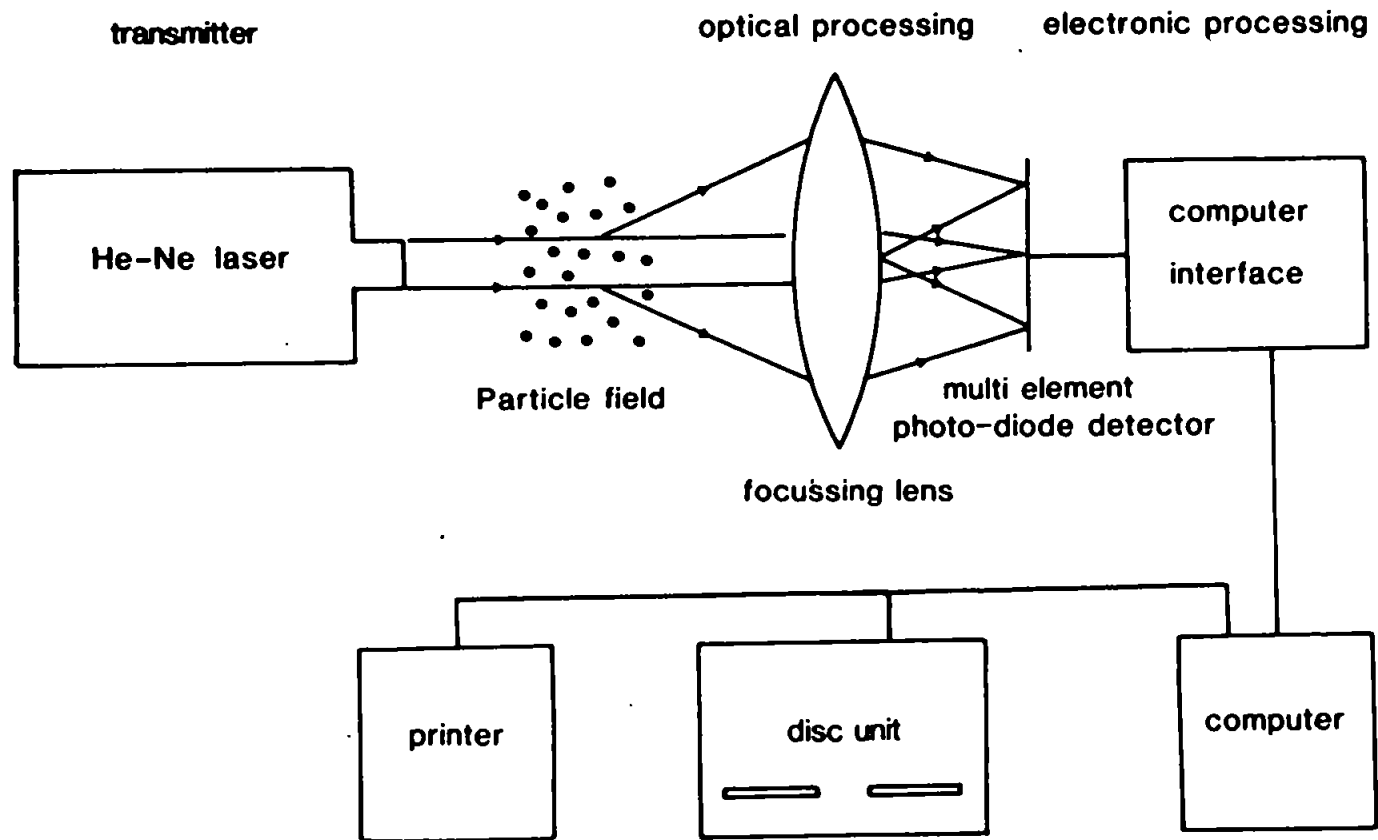 transmitter
optical processing
electronic processing
He-Ne laser
computer
interface
Particle field
multi element
photo-diode detector
focussing lens
printer
disc unit
computer